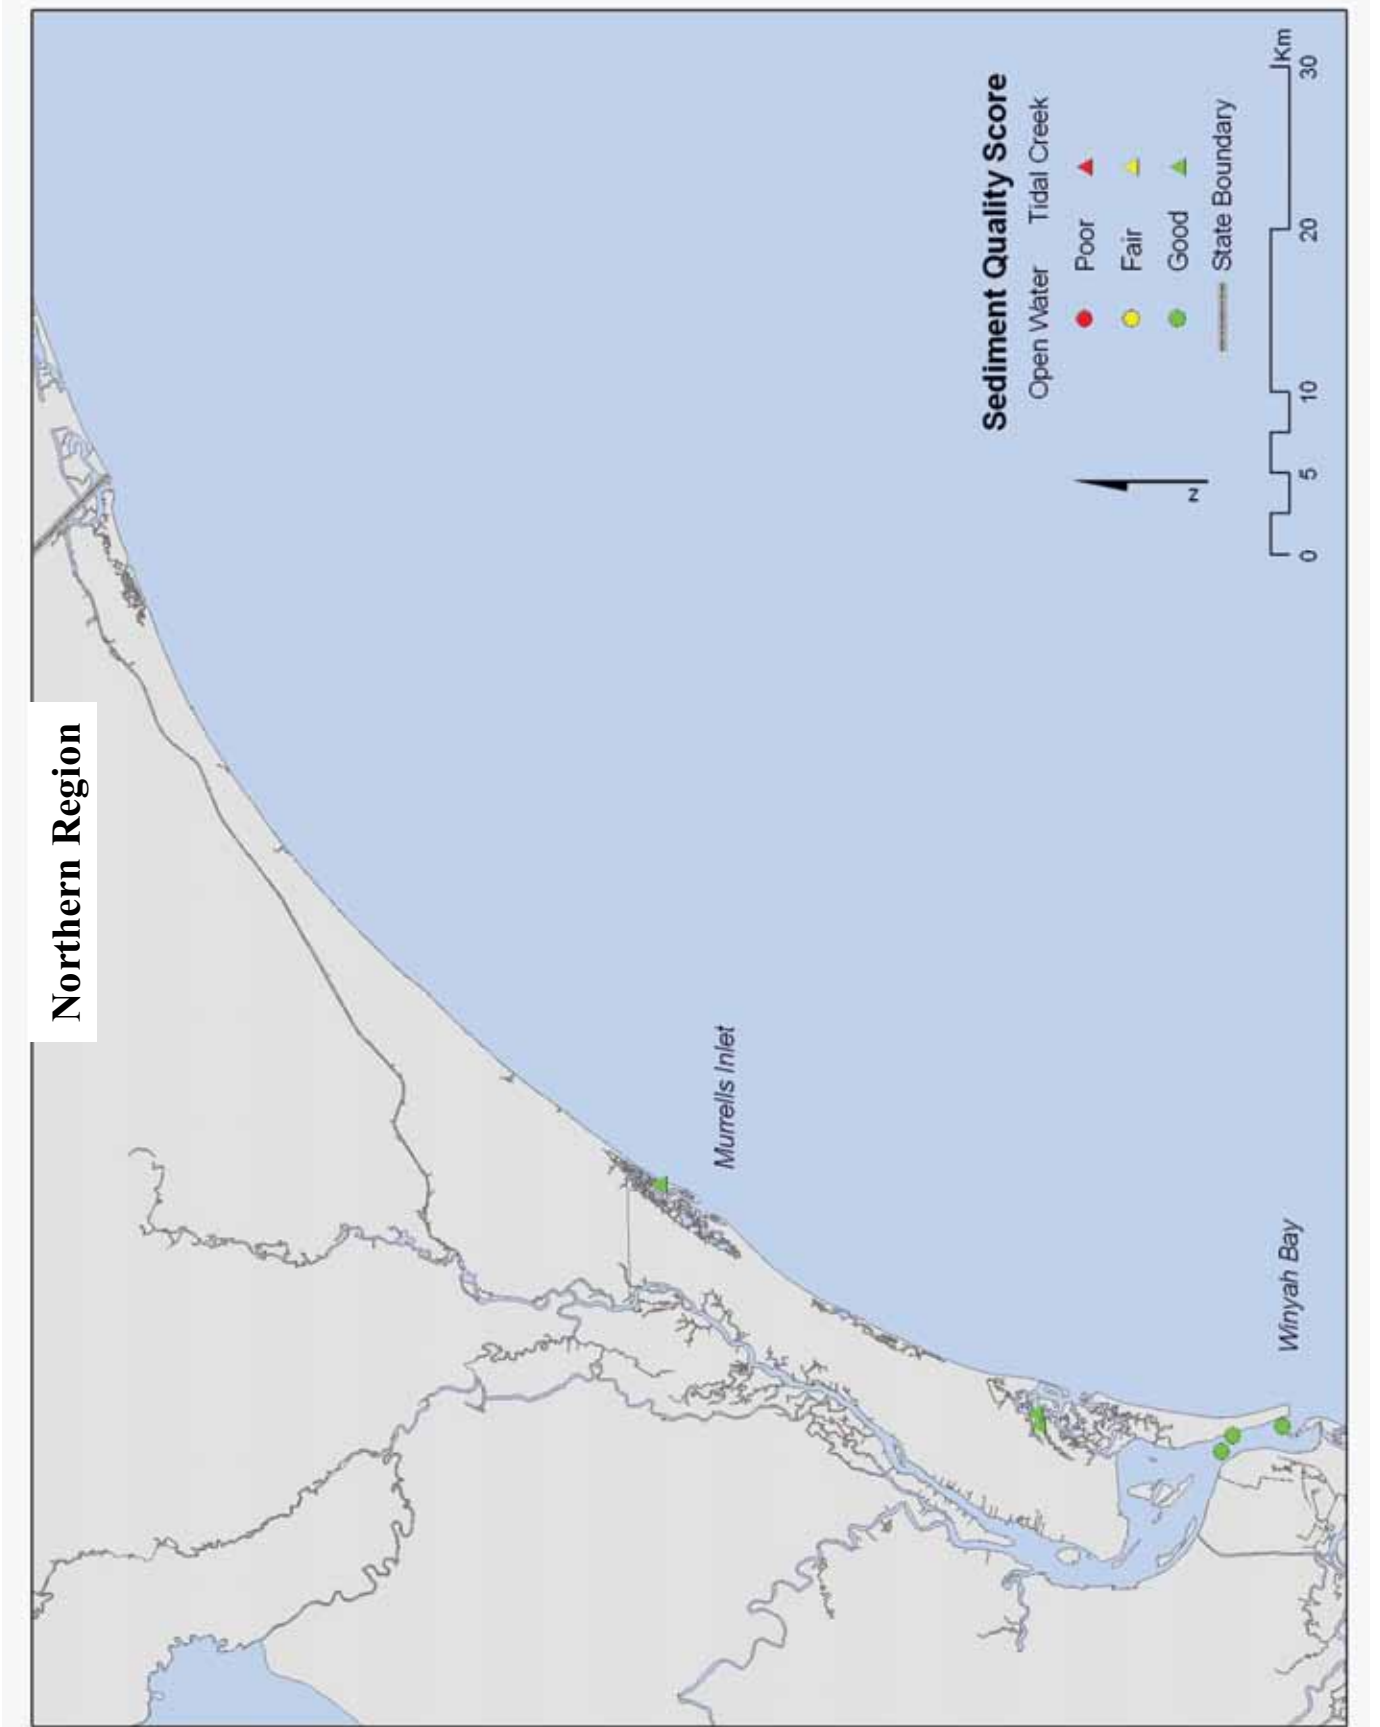 Northern Region
Murrells Inlet
Winyah Bay
Sediment Quality Score
Open Water Tidal Creek
Poor
Fair
Good
State Boundary
N
0 5 10 20 30
Km